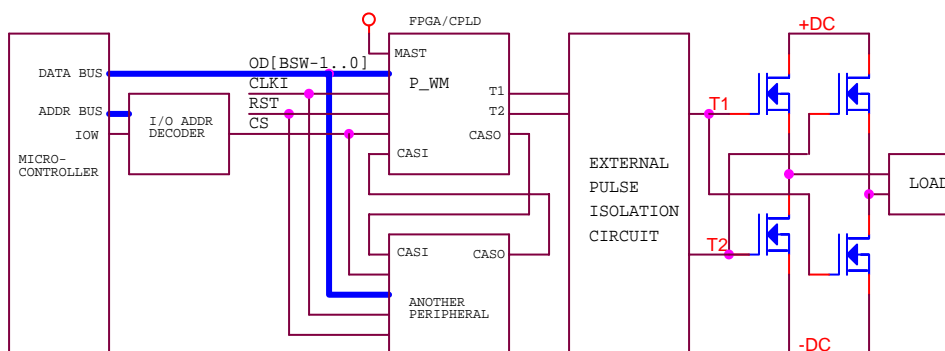 FPGA/CPLD
+DC
MAST
OD[BSW-1..0]
DATA BUS
CLKI
P_WM
T1
RST
T1
ADDR BUS
I/O ADDR
DECODER
CS
T2
IOW
CASO
MICRO-
CONTROLLER
CASI
EXTERNAL
PULSE
ISOLATION
CIRCUIT
LOAD
CASI
CASO
T2
ANOTHER
PERIPHERAL
-DC